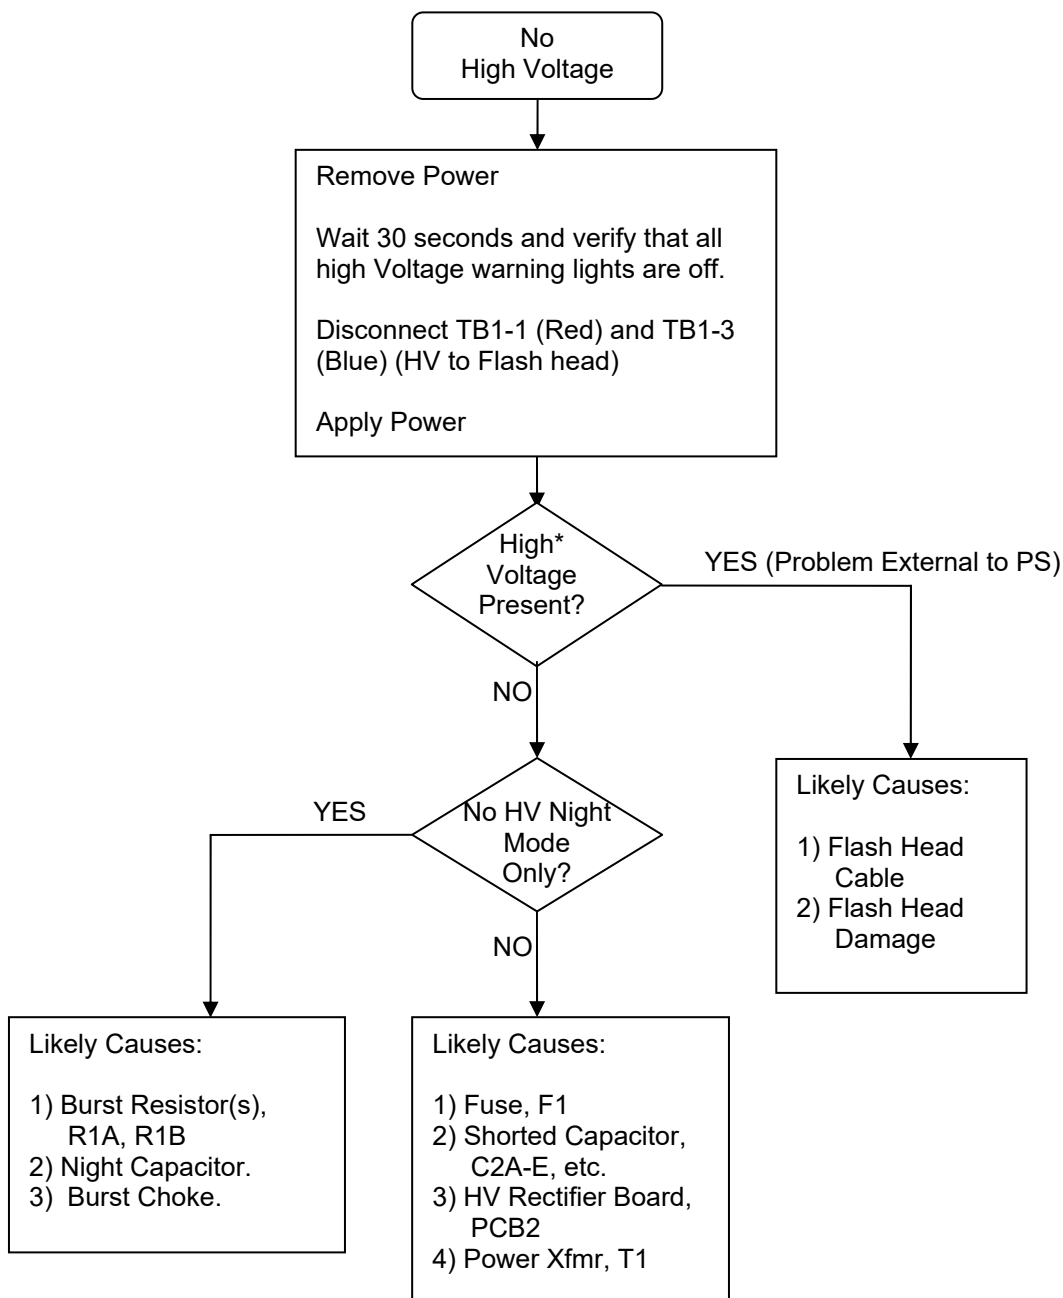 No
High Voltage
Remove Power
Wait 30 seconds and verify that all
high Voltage warning lights are off.
Disconnect TB1-1 (Red) and TB1-3
(Blue) (HV to Flash head)
Apply Power
High*
Voltage
Present?
YES (Problem External to PS)
NO
No HV Night
Mode
Only?
YES
NO
Likely Causes:
1) Flash Head
Cable
2) Flash Head
Damage
Likely Causes:
1) Burst Resistor(s),
R1A, R1B
2) Night Capacitor.
3) Burst Choke.
Likely Causes:
1) Fuse, F1
2) Shorted Capacitor,
C2A-E, etc.
3) HV Rectifier Board,
PCB2
4) Power Xfmr, T1